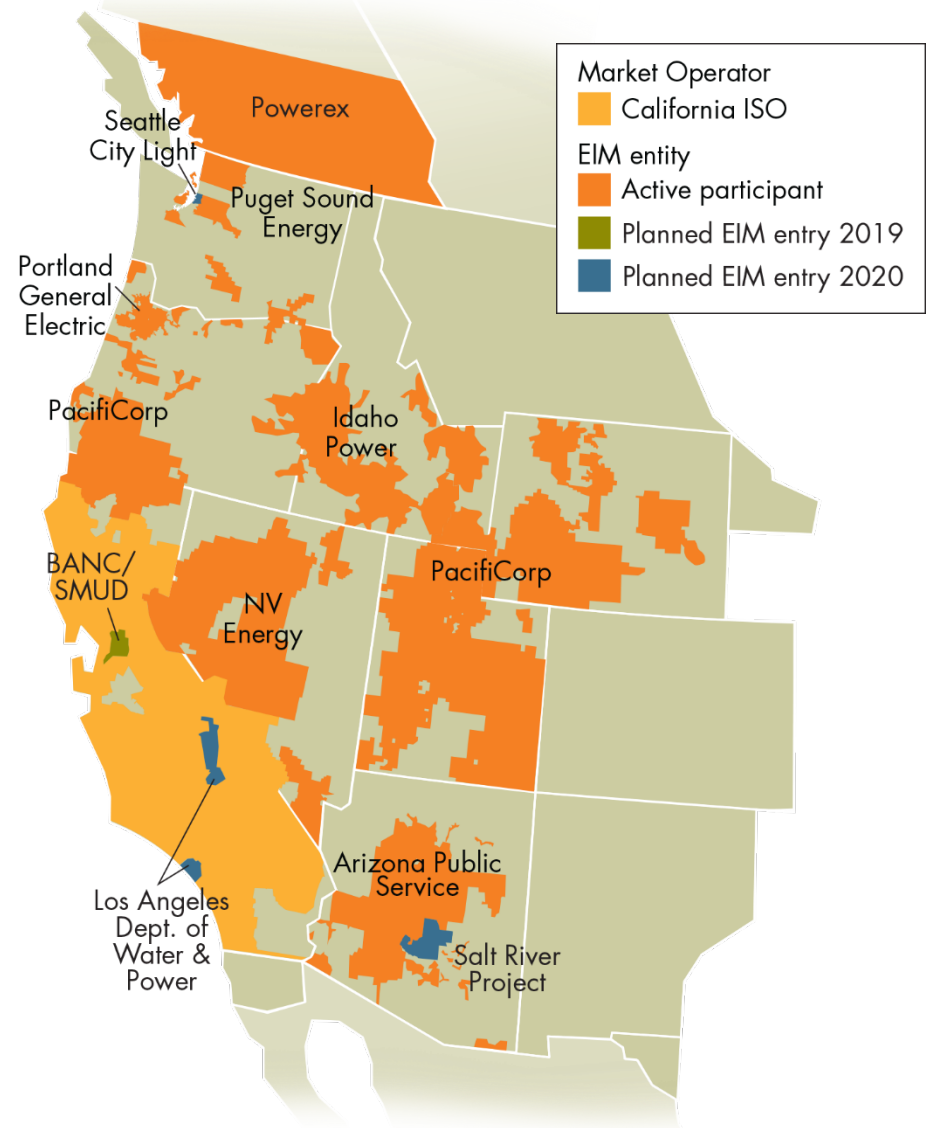 Market Operator
California ISO
EIM entity
Active participant
Planned EIM entry 2019
Planned EIM entry 2020
Powerex
Seattle
City Light
Puget Sound
Energy
Portland
General
Electric
PacifiCorp
Idaho
Power
BANC/
SMUD
NV
Energy
PacifiCorp
Arizona Public
Service
Los Angeles
Dept. of
Water &
Power
Salt River
Project